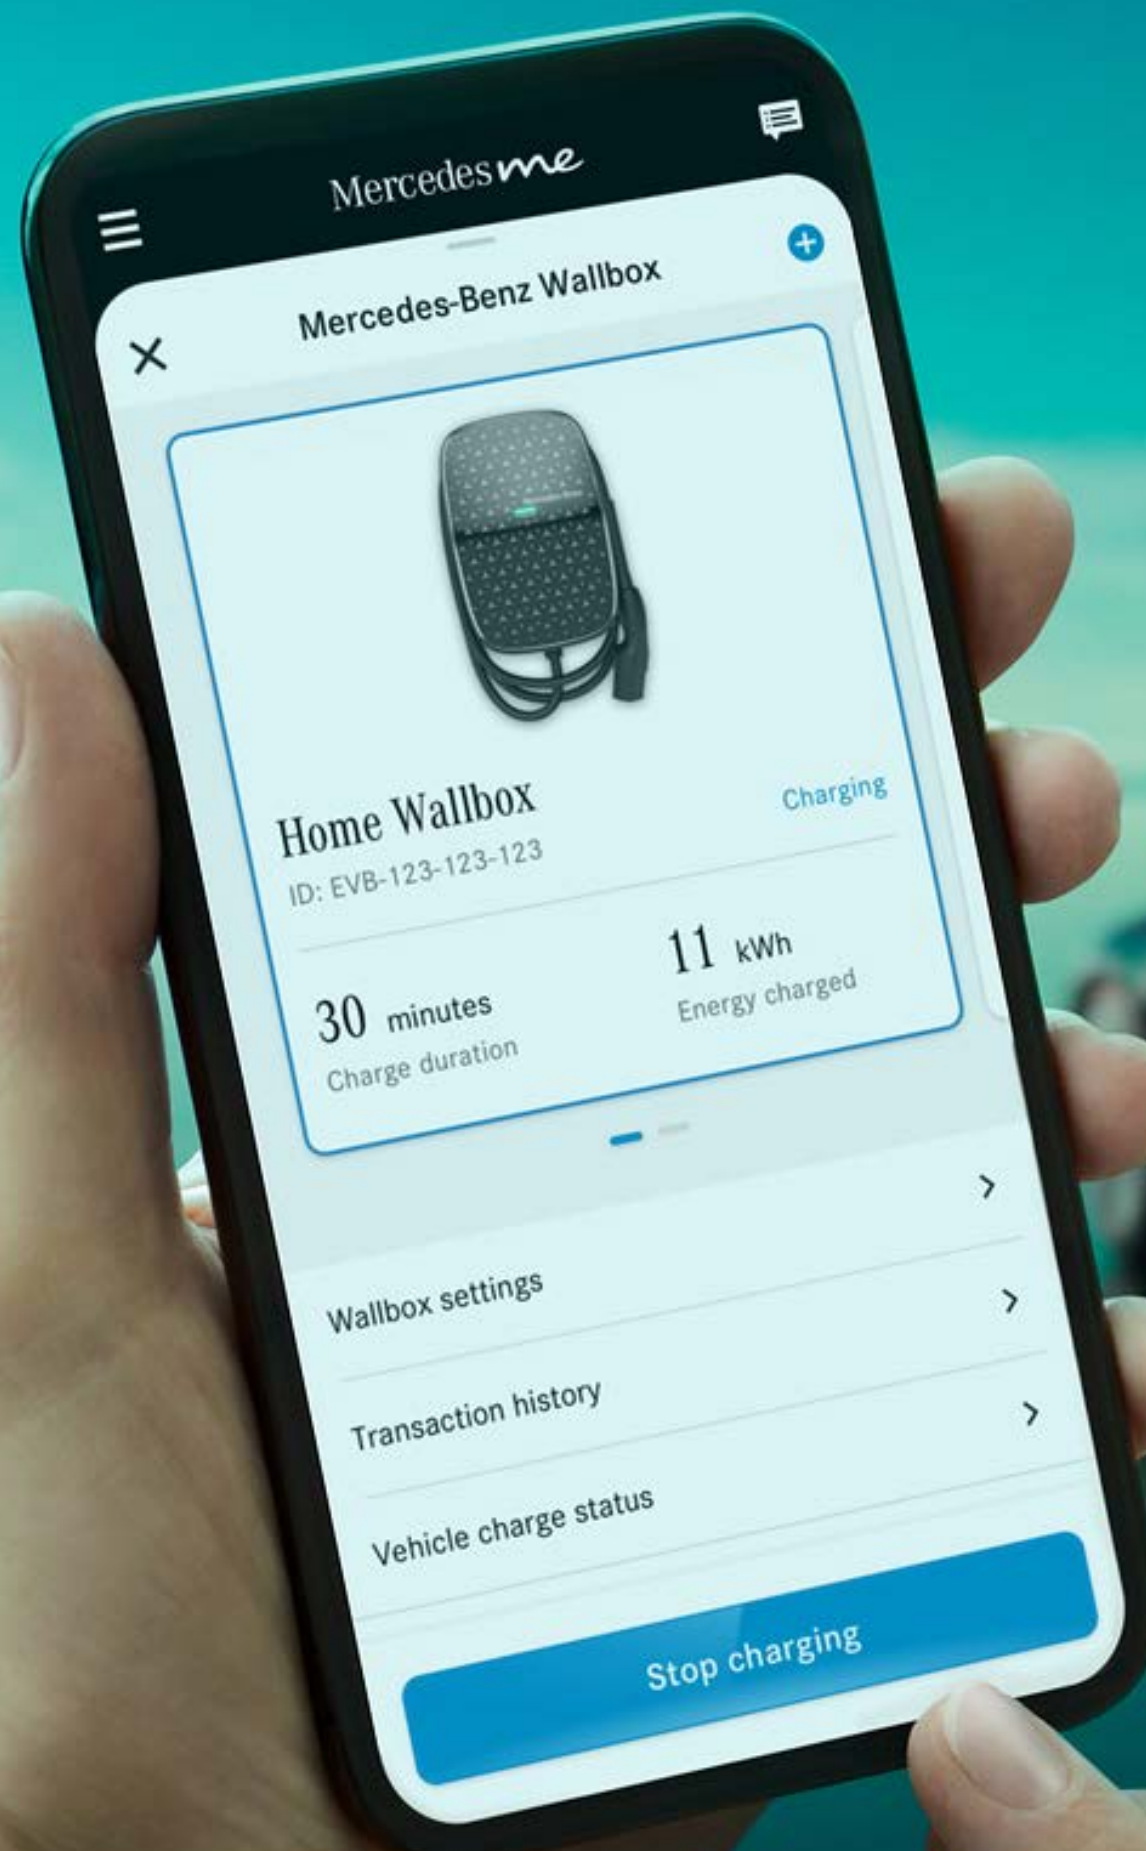 Mercedes me
Mercedes-Benz Wallbox
Home Wallbox
Charging
ID: EVB-123-123-123
30 minutes
11 kWh
Charge duration
Energy charged
Wallbox settings
Transaction history
Vehicle charge status
Stop charging